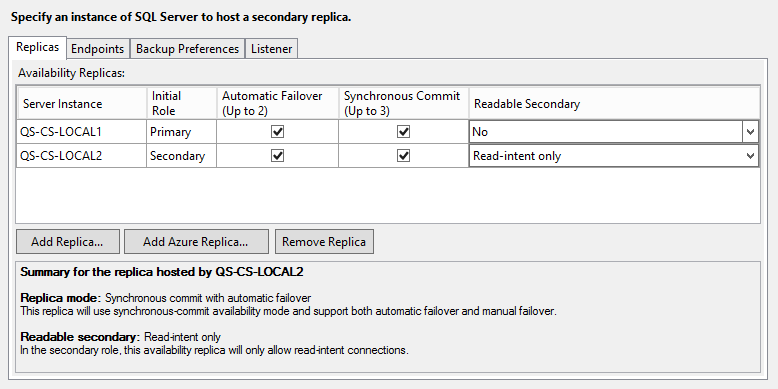 Specify an instance of SQL Server to host a secondary replica.
Replicas Endpoints Backup Preferences Listener
Availability Replicas:
Server Instance Initial Role Automatic Failover (Up to 2) Synchronous Commit (Up to 3) Readable Secondary
QS-CS-LOCAL1 Primary No
QS-CS-LOCAL2 Secondary Read-intent only
Add Replica... Add Azure Replica... Remove Replica
Summary for the replica hosted by QS-CS-LOCAL2
Replica mode: Synchronous commit with automatic failover
This replica will use synchronous-commit availability mode and support both automatic failover and manual failover.
Readable secondary: Read-intent only
In the secondary role, this availability replica will only allow read-intent connections.